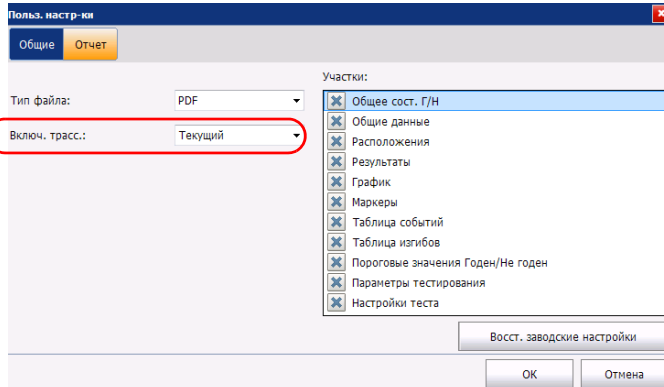 Польз. настр-ки
Общие
Отчет
Участки:
Тип файла:
PDF
Включ. трасс.:
Текущий
Общее сост. Г/Н
Общие данные
Расположения
Результаты
График
Маркеры
Таблица событий
Таблица изгибов
Пороговые значения Годен/Не годен
Параметры тестирования
Настройки теста
Восст. заводские настройки
OK
Отмена